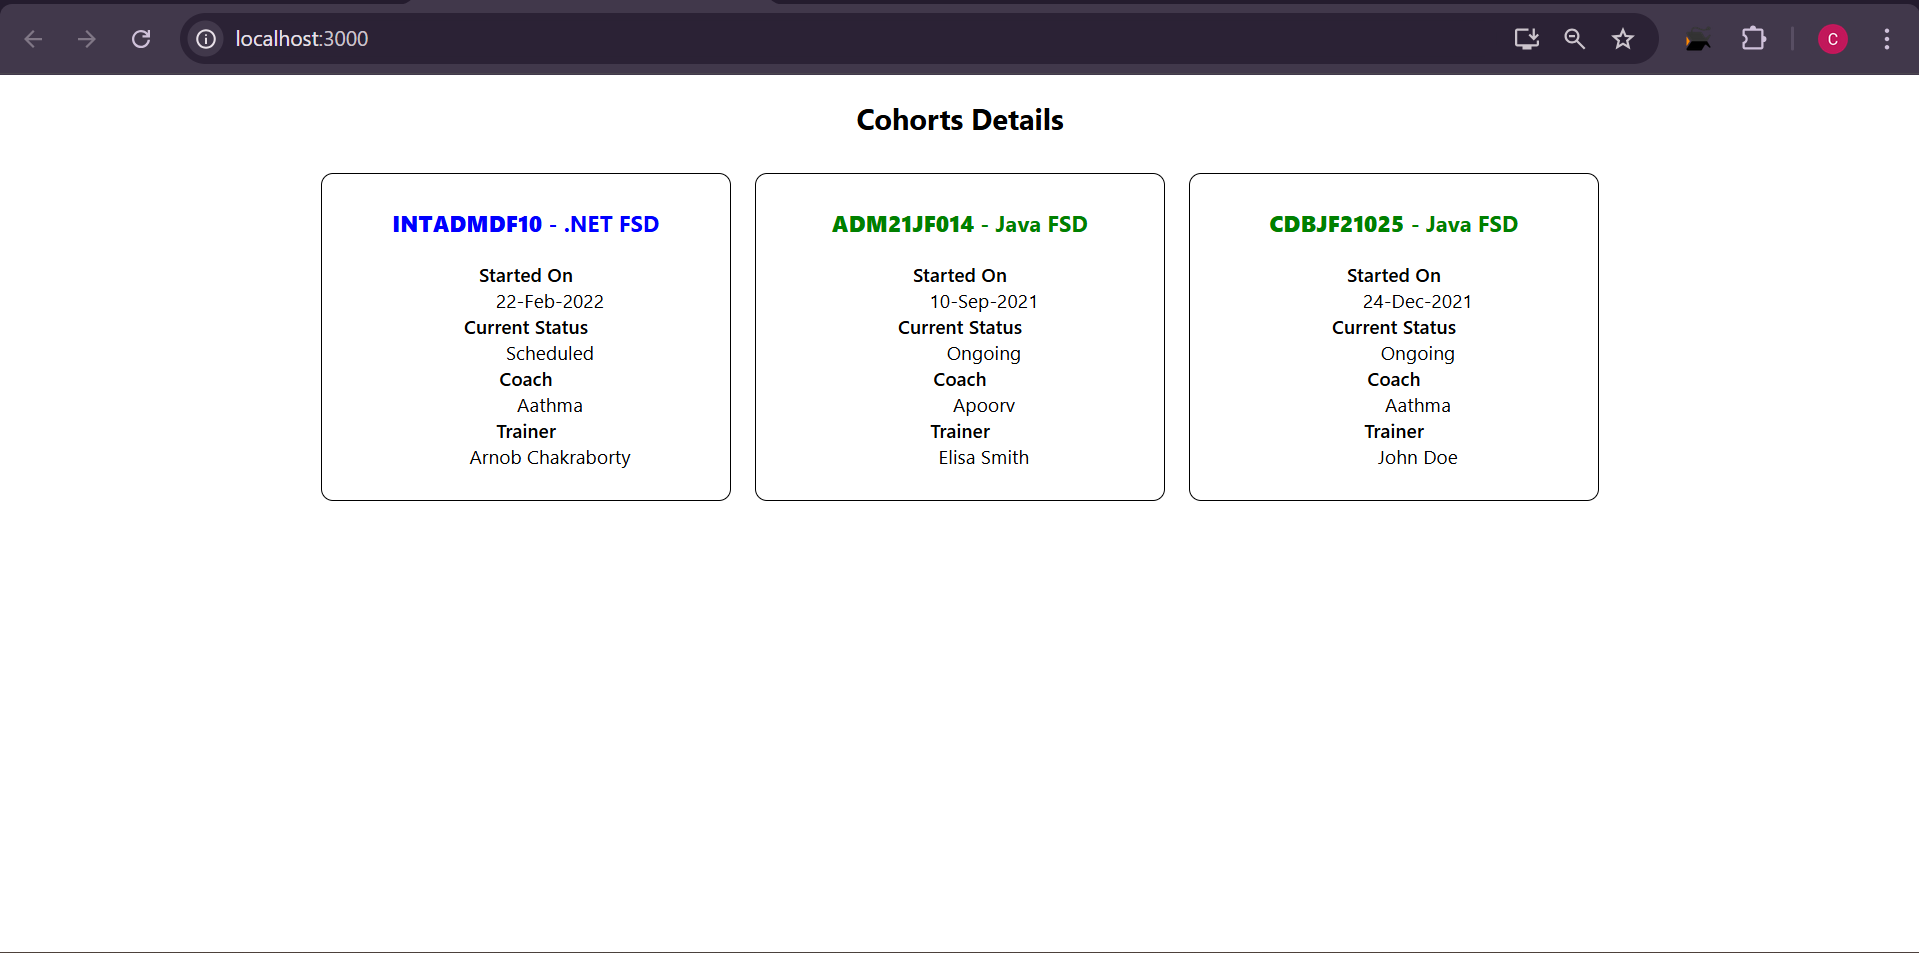 localhost:3000
C
Cohorts Details
INTADMDF10 - .NET FSD
Started On
22-Feb-2022
Current Status
Scheduled
Coach
Aathma
Trainer
Arnob Chakraborty
ADM21JF014 - Java FSD
Started On
10-Sep-2021
Current Status
Ongoing
Coach
Apoorv
Trainer
Elisa Smith
CDBJF21025 - Java FSD
Started On
24-Dec-2021
Current Status
Ongoing
Coach
Aathma
Trainer
John Doe